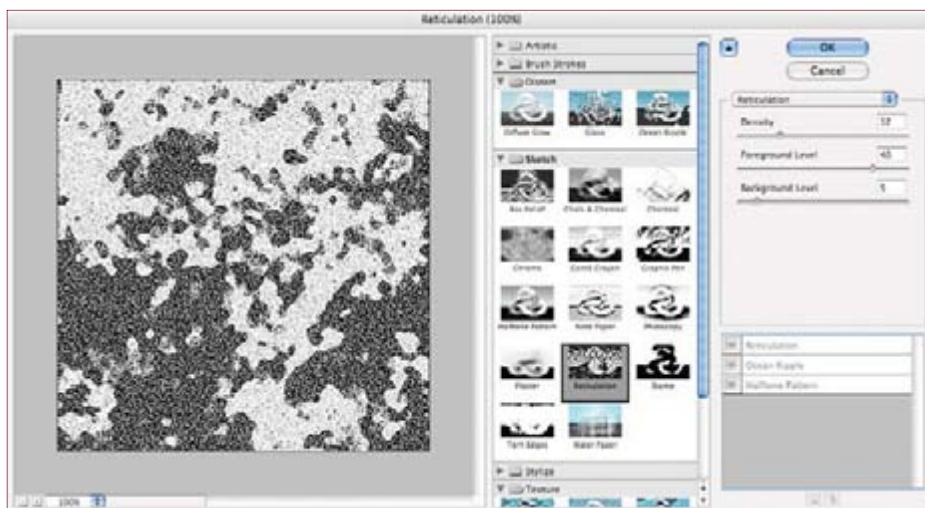 Reticulation (100%)
Artistic
Brush Strokes
Distort
Diffuse Glow
Glass
Ocean Ripple
Sketch
Bas Relief
Chalk & Charcoal
Charcoal
Chrome
Conté Crayon
Graphic Pen
Halftone Pattern
Note Paper
Photocopy
Plaster
Reticulation
Stamp
Torn Edges
Water Paper
Stylize
Texture
OK
Cancel
Reticulation
Density
12
Foreground Level
40
Background Level
5
Reticulation
Ocean Ripple
Halftone Pattern
100%